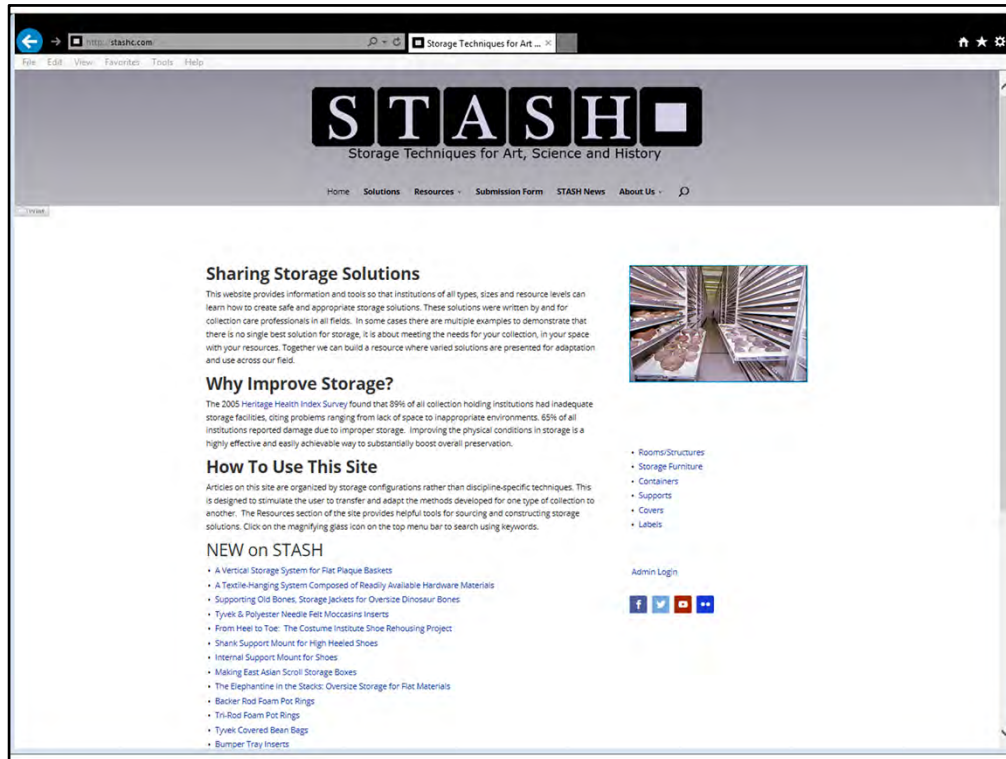 http://stashc.com
Storage Techniques for Art ...
File Edit View Favorites Tools Help
STASH
Storage Techniques for Art, Science and History
Home Solutions Resources Submission Form STASH News About Us
Sharing Storage Solutions
This website provides information and tools so that institutions of all types, sizes and resource levels can
learn how to create safe and appropriate storage solutions. These solutions were written by and for
collection care professionals in all fields. In some cases there are multiple examples to demonstrate that
there is no single best solution for storage, it is about meeting the needs for your collection, in your space
with your resources. Together we can build a resource where varied solutions are presented for adaptation
and use across our field.
Why Improve Storage?
The 2005 Heritage Health Index Survey found that 89% of all collection holding institutions had inadequate
storage facilities, citing problems ranging from lack of space to inappropriate environments. 65% of all
institutions reported damage due to improper storage. Improving the physical conditions in storage is a
highly effective and easily achievable way to substantially boost overall preservation.
How To Use This Site
Articles on this site are organized by storage configurations rather than discipline-specific techniques. This
is designed to stimulate the user to transfer and adapt the methods developed for one type of collection to
another. The Resources section of the site provides helpful tools for sourcing and constructing storage
solutions. Click on the magnifying glass icon on the top menu bar to search using keywords.
NEW on STASH
• A Vertical Storage System for Flat Plaque Baskets
• A Textile-Hanging System Composed of Readily Available Hardware Materials
• Supporting Old Bones, Storage Jackets for Oversize Dinosaur Bones
• Tyvek & Polyester Needle Felt Moccasins Inserts
• From Heel to Toe: The Costume Institute Shoe Rehousing Project
• Shank Support Mount for High Heeled Shoes
• Internal Support Mount for Shoes
• Making East Asian Scroll Storage Boxes
• The Elephantine in the Stacks: Oversize Storage for Flat Materials
• Backer Rod Foam Pot Rings
• Tri-Rod Foam Pot Rings
• Tyvek Covered Bean Bags
• Bumper Tray Inserts
• Rooms/Structures
• Storage Furniture
• Containers
• Supports
• Covers
• Labels
Admin Login